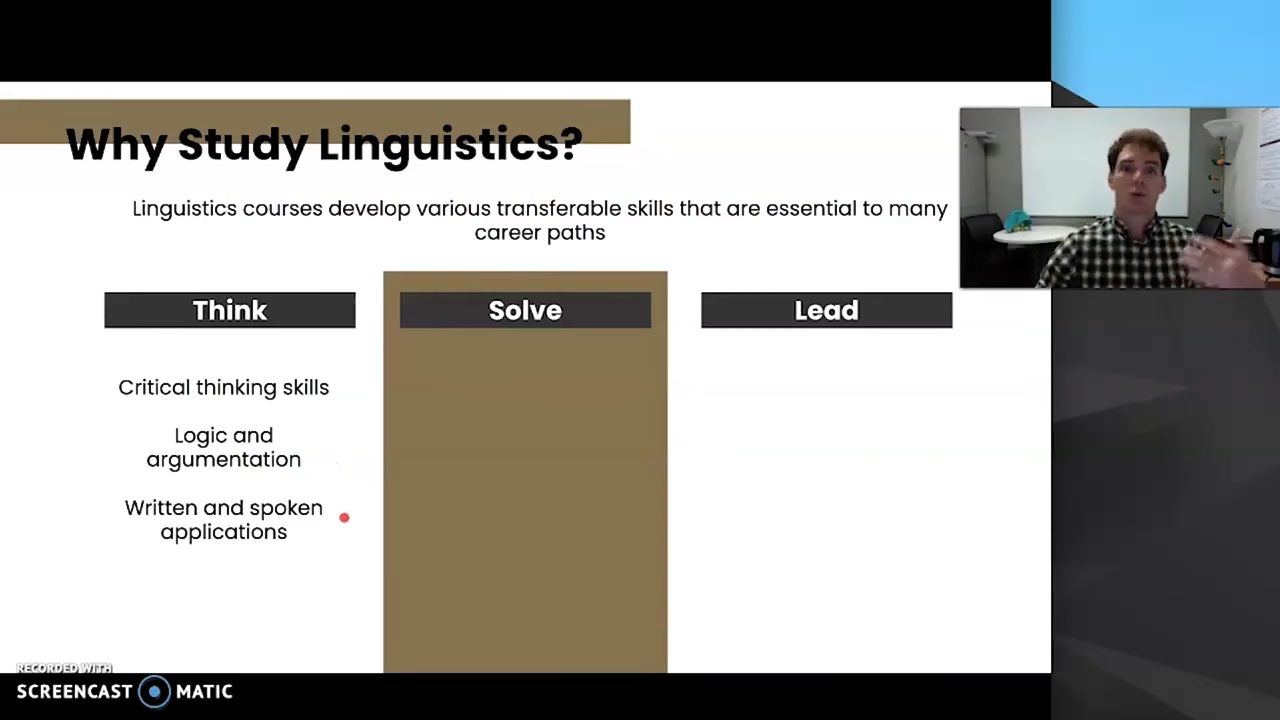 Why Study Linguistics?
Linguistics courses develop various transferable skills that are essential to many
career paths
Think
Solve
Lead
Critical thinking skills
Logic and
argumentation
Written and spoken
applications
RECORDED WITH
SCREENCAST MATIC